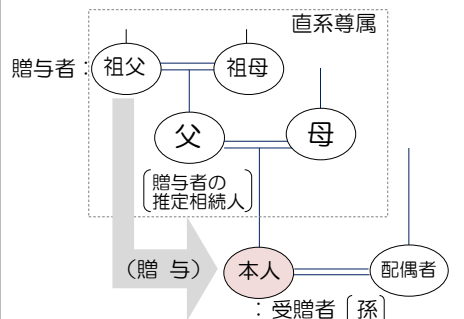 直系尊属
贈与者：祖父 祖母
父 母
贈与者の
推定相続人
（贈 与） 本人 配偶者
：受贈者〔孫〕